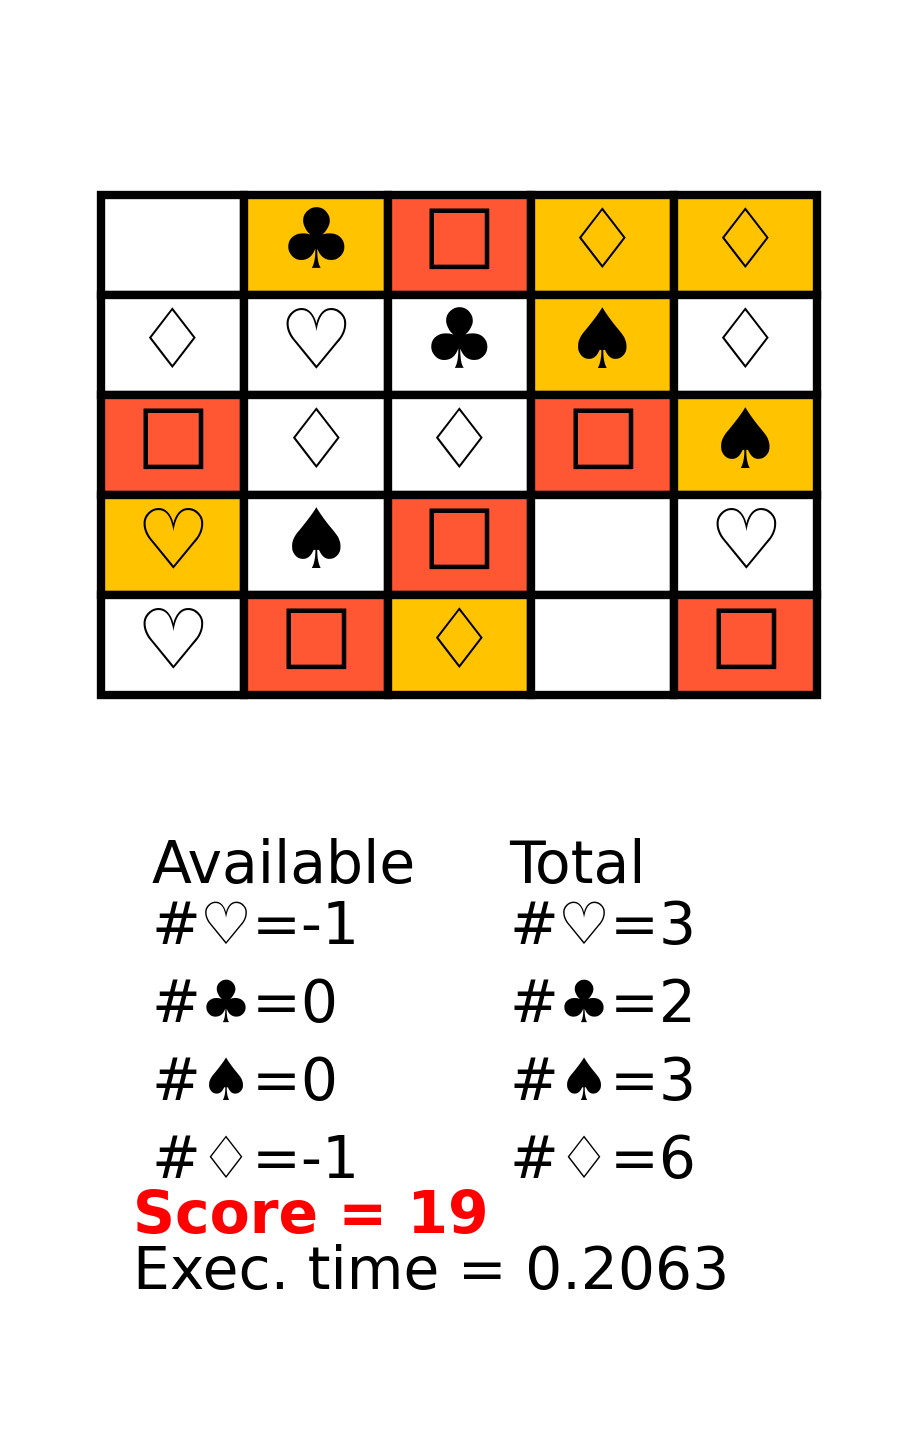 ♣ □ ♢ ♢
♢ ♡ ♣ ♠ ♢
□ ♢ ♢ □ ♠
♡ ♠ □ ♡
♡ □ ♢ □
Available Total
#♡=-1 #♡=3
#♣=0 #♣=2
#♠=0 #♠=3
#♢=-1 #♢=6
Score = 19
Exec. time = 0.2063